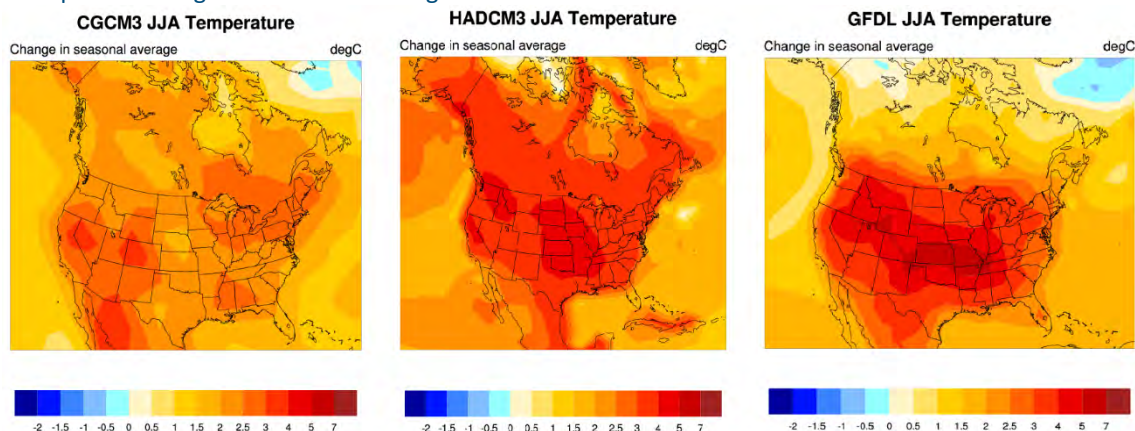 CGCM3 JJA Temperature
Change in seasonal average degC
-2 -1.5 -1 -0.5 0 0.5 1 1.5 2 2.5 3 4 5 7
HADCM3 JJA Temperature
Change in seasonal average degC
-2 -1.5 -1 -0.5 0 0.5 1 1.5 2 2.5 3 4 5 7
GFDL JJA Temperature
Change in seasonal average degC
-2 -1.5 -1 -0.5 0 0.5 1 1.5 2 2.5 3 4 5 7